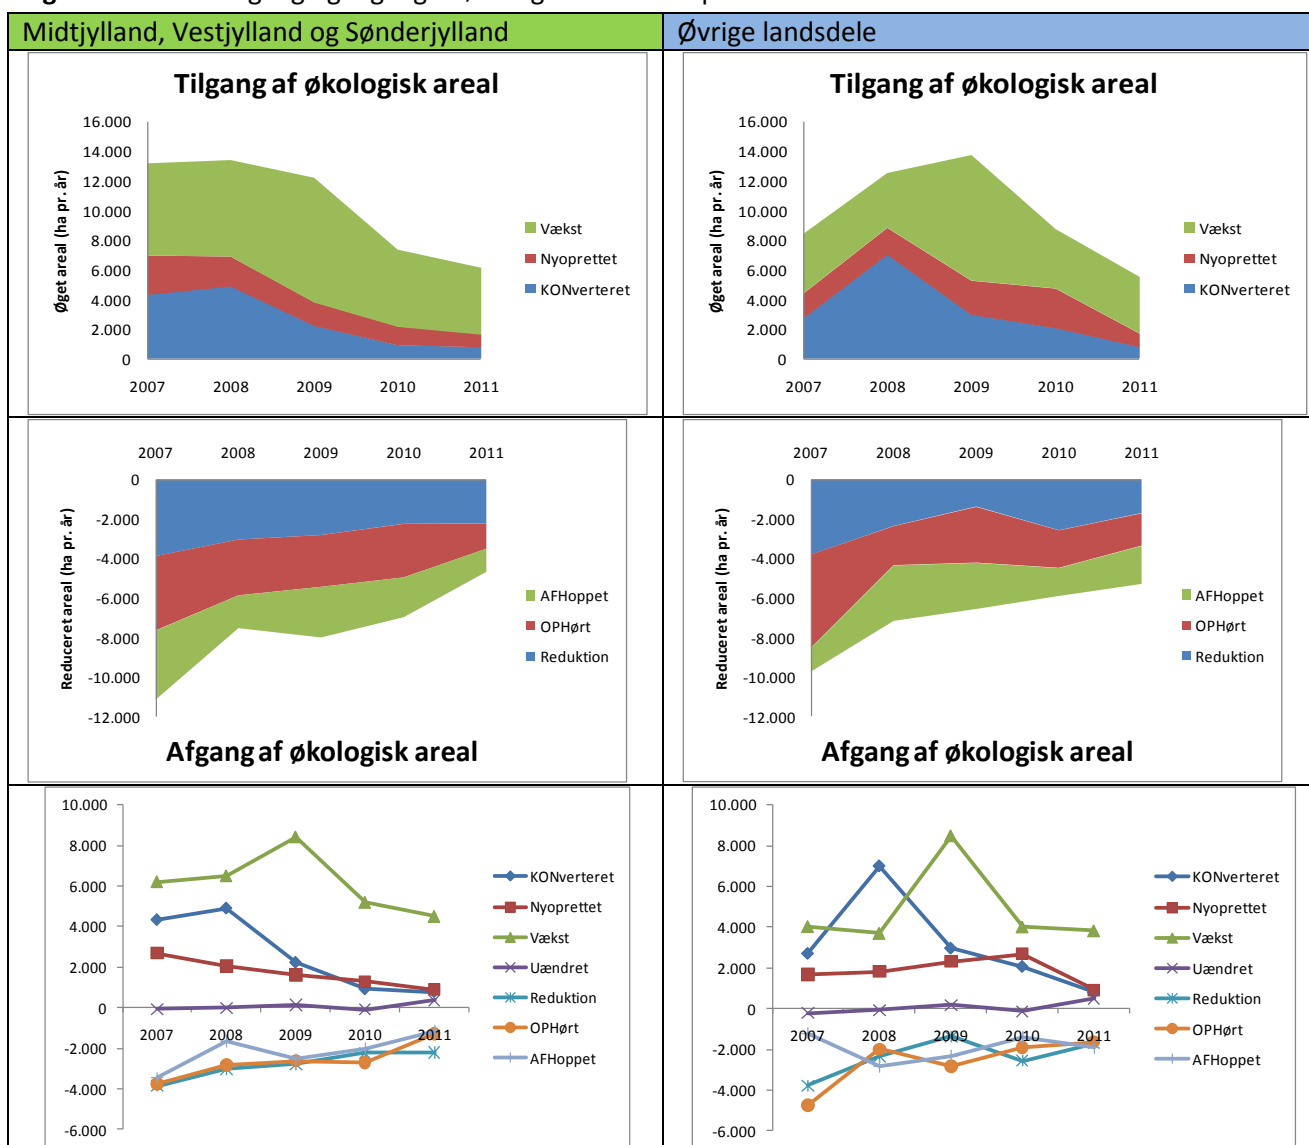 Midtjylland, Vestjylland og Sønderjylland
Øvrige landsdele
Tilgang af økologisk areal
Øget areal (ha pr. år)
16.000
14.000
12.000
10.000
8.000
6.000
4.000
2.000
0
2007 2008 2009 2010 2011
Vækst
Nyoprettet
KONverteret
Tilgang af økologisk areal
Øget areal (ha pr. år)
16.000
14.000
12.000
10.000
8.000
6.000
4.000
2.000
0
2007 2008 2009 2010 2011
Vækst
Nyoprettet
KONverteret
2007 2008 2009 2010 2011
Reduceret areal (ha pr. år)
0
-2.000
-4.000
-6.000
-8.000
-10.000
-12.000
AFHoppet
OPHørt
Reduktion
Afgang af økologisk areal
2007 2008 2009 2010 2011
Reduceret areal (ha pr. år)
0
-2.000
-4.000
-6.000
-8.000
-10.000
-12.000
AFHoppet
OPHørt
Reduktion
Afgang af økologisk areal
10.000
8.000
6.000
4.000
2.000
0
-2.000
-4.000
-6.000
2007 2008 2009 2010 2011
KONverteret
Nyoprettet
Vækst
Uændret
Reduktion
OPHørt
AFHoppet
10.000
8.000
6.000
4.000
2.000
0
-2.000
-4.000
-6.000
2007 2008 2009 2010 2011
KONverteret
Nyoprettet
Vækst
Uændret
Reduktion
OPHørt
AFHoppet